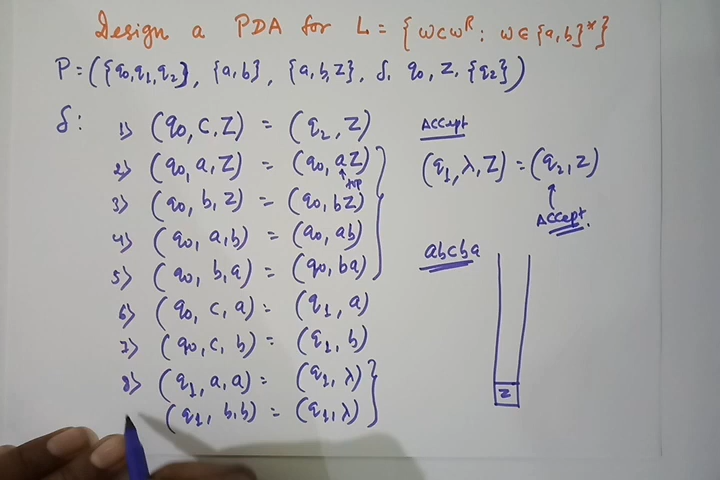 Design a PDA for L = {wcwᴿ : w ∈ {a,b}*}
P = ({q₀,q₁,q₂}, {a,b}, {a,b,Z}, δ, q₀, Z, {q₂})
δ:
1) (q₀, c, Z) = (q₂, Z)
2) (q₀, a, Z) = (q₀, aZ)
top
3) (q₀, b, Z) = (q₀, bZ)
4) (q₀, a, b) = (q₀, ab)
5) (q₀, b, a) = (q₀, ba)
6) (q₀, c, a) = (q₁, a)
7) (q₀, c, b) = (q₁, b)
8) (q₁, a, a) = (q₁, λ)
(q₁, b, b) = (q₁, λ)
Accept
(q₁, λ, Z) = (q₂, Z)
Accept.
abcba
Z